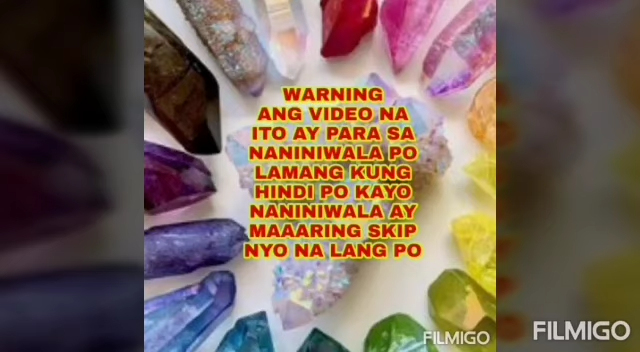 WARNING
ANG VIDEO NA
ITO AY PARA SA
NANINIWALA PO
LAMANG KUNG
HINDI PO KAYO
NANINIWALA AY
MAAARING SKIP
NYO NA LANG PO
FILMIGO
FILMIGO